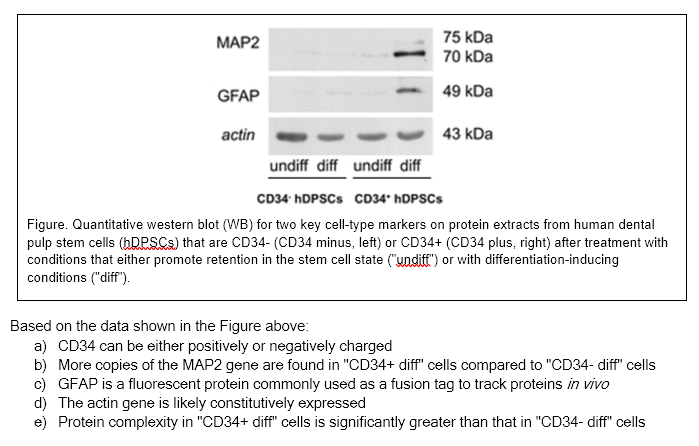 MAP2
75 kDa
70 kDa
GFAP
49 kDa
actin
43 kDa
undiff diff undiff diff
CD34- hDPSCs CD34+ hDPSCs
Figure. Quantitative western blot (WB) for two key cell-type markers on protein extracts from human dental
pulp stem cells (hDPSCs) that are CD34- (CD34 minus, left) or CD34+ (CD34 plus, right) after treatment with
conditions that either promote retention in the stem cell state ("undiff") or with differentiation-inducing
conditions ("diff").
Based on the data shown in the Figure above:
a) CD34 can be either positively or negatively charged
b) More copies of the MAP2 gene are found in "CD34+ diff" cells compared to "CD34- diff" cells
c) GFAP is a fluorescent protein commonly used as a fusion tag to track proteins in vivo
d) The actin gene is likely constitutively expressed
e) Protein complexity in "CD34+ diff" cells is significantly greater than that in "CD34- diff" cells